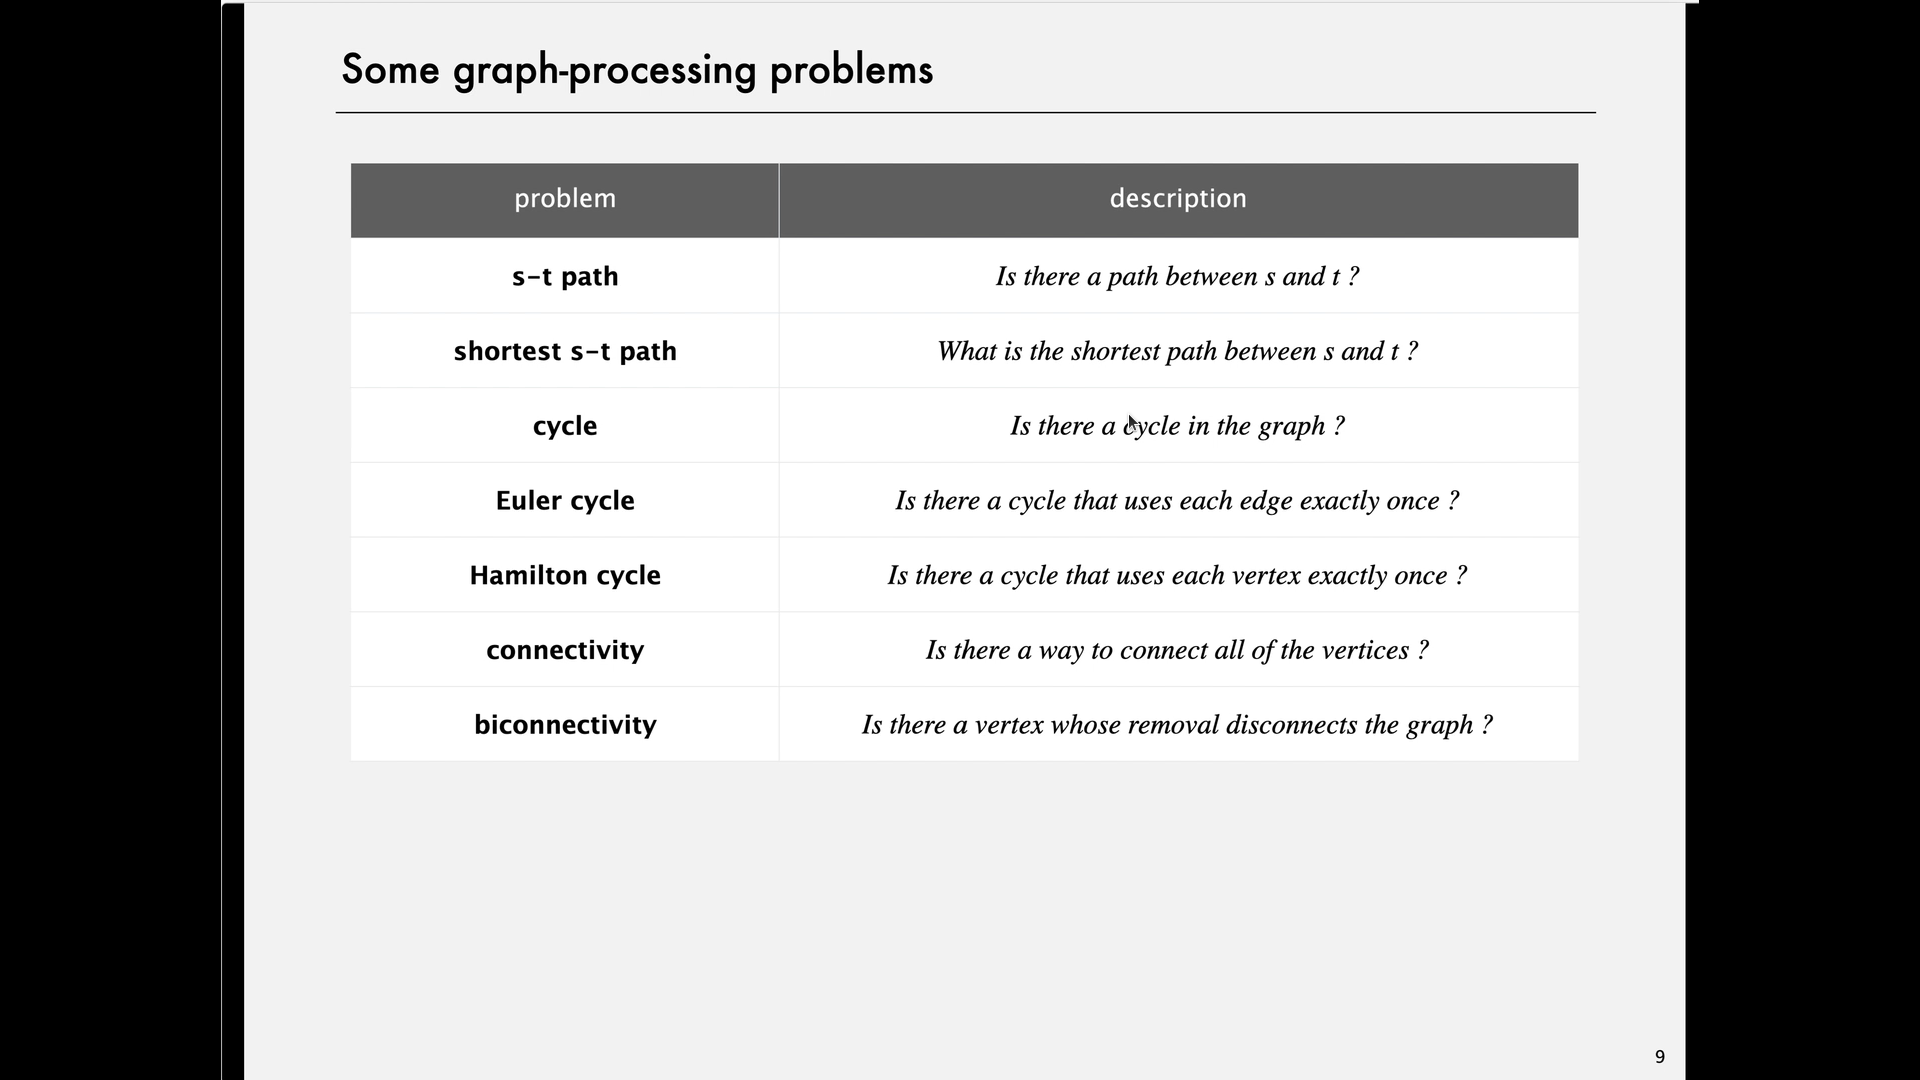 Some graph-processing problems
problem description
s–t path Is there a path between s and t ?
shortest s–t path What is the shortest path between s and t ?
cycle Is there a cycle in the graph ?
Euler cycle Is there a cycle that uses each edge exactly once ?
Hamilton cycle Is there a cycle that uses each vertex exactly once ?
connectivity Is there a way to connect all of the vertices ?
biconnectivity Is there a vertex whose removal disconnects the graph ?
9